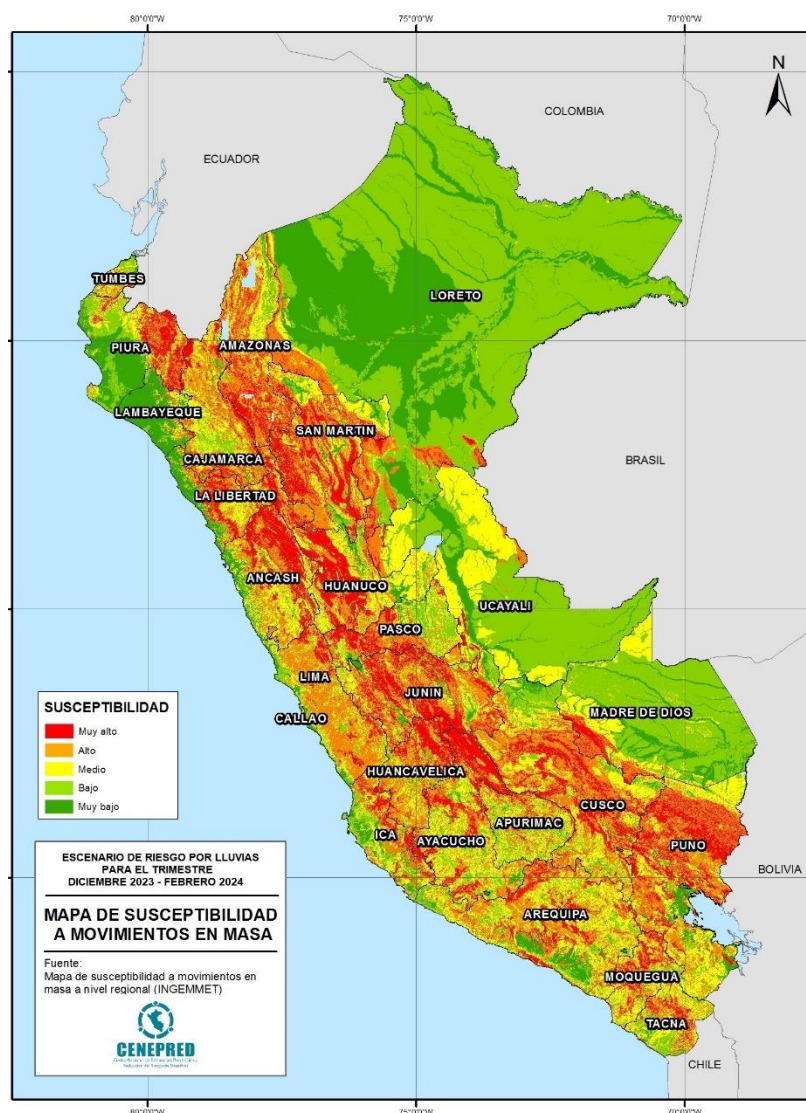 80°0'0"W 75°0'0"W 70°0'0"W
N
COLOMBIA
ECUADOR
TUMBES
LORETO
PIURA
AMAZONAS
LAMBAYEQUE
SAN MARTIN
CAJAMARCA
BRASIL
LA LIBERTAD
ANCASH
HUANUCO
UCAYALI
PASCO
LIMA
JUNIN
MADRE DE DIOS
CALLAO
HUANCAVELICA
CUSCO
APURIMAC
ICA
AYACUCHO
PUNO
BOLIVIA
AREQUIPA
MOQUEGUA
TACNA
CHILE
SUSCEPTIBILIDAD
Muy alto
Alto
Medio
Bajo
Muy bajo
ESCENARIO DE RIESGO POR LLUVIAS
PARA EL TRIMESTRE
DICIEMBRE 2023 - FEBRERO 2024
MAPA DE SUSCEPTIBILIDAD
A MOVIMIENTOS EN MASA
Fuente:
Mapa de susceptibilidad a movimientos en
masa a nivel regional (INGEMMET)
CENEPRED
80°0'0"W 75°0'0"W 70°0'0"W